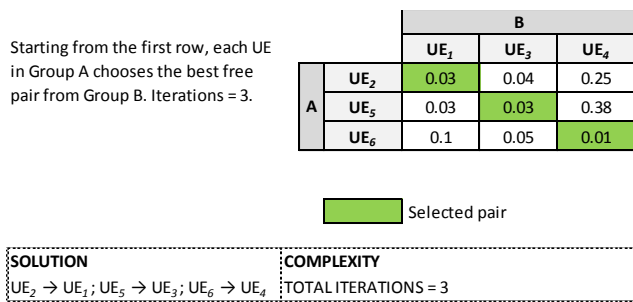 Starting from the first row, each UE
in Group A chooses the best free
pair from Group B. Iterations = 3.
B
UE1 UE3 UE4
A
UE2 0.03 0.04 0.25
UE5 0.03 0.03 0.38
UE6 0.1 0.05 0.01
Selected pair
SOLUTION COMPLEXITY
UE2 → UE1; UE5 → UE3; UE6 → UE4 TOTAL ITERATIONS = 3